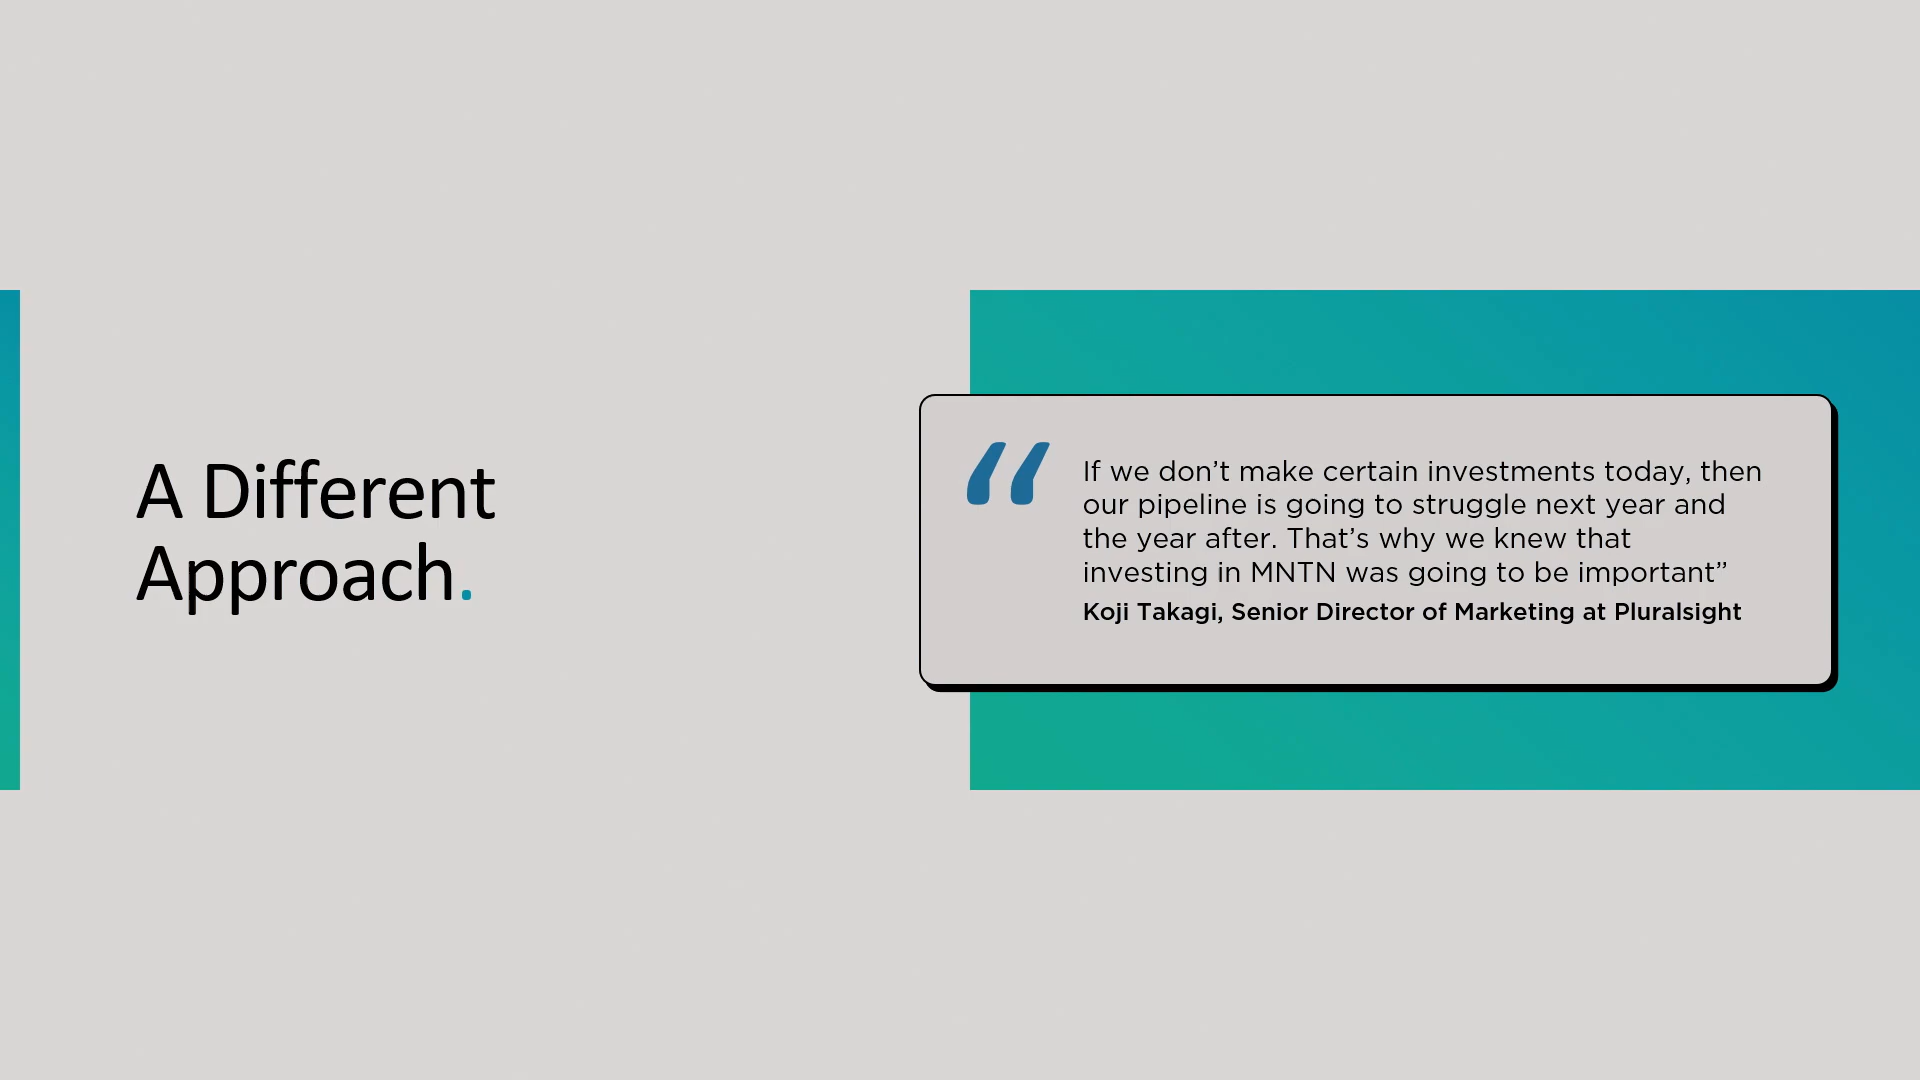 A Different
Approach.
“ If we don’t make certain investments today, then
our pipeline is going to struggle next year and
the year after. That’s why we knew that
investing in MNTN was going to be important”
Koji Takagi, Senior Director of Marketing at Pluralsight